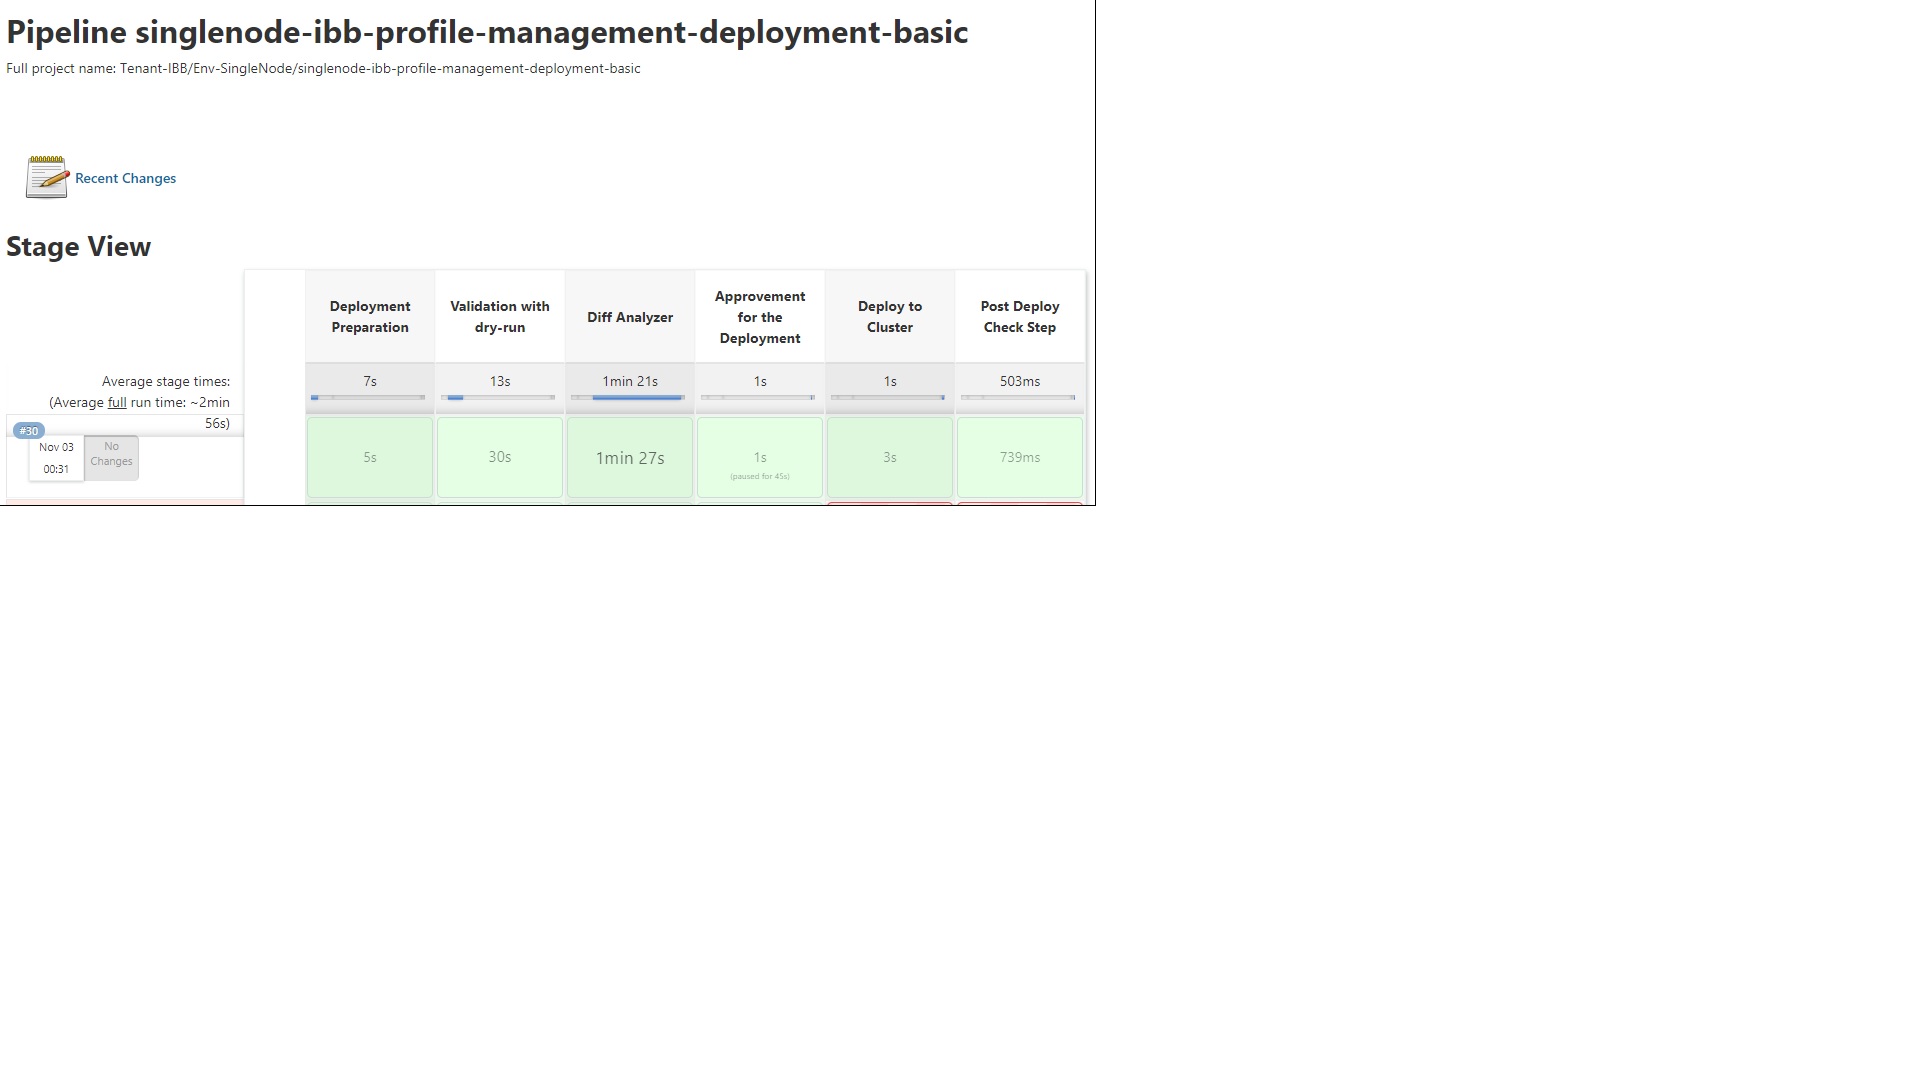 Pipeline singlenode-ibb-profile-management-deployment-basic
Full project name: Tenant-IBB/Env-SingleNode/singlenode-ibb-profile-management-deployment-basic
Recent Changes
Stage View
Deployment
Preparation
Validation with
dry-run
Diff Analyzer
Approvement
for the
Deployment
Deploy to
Cluster
Post Deploy
Check Step
Average stage times:
(Average full run time: ~2min
56s)
7s
13s
1min 21s
1s
1s
503ms
#30
Nov 03
00:31
No
Changes
5s
30s
1min 27s
1s
(paused for 45s)
3s
739ms